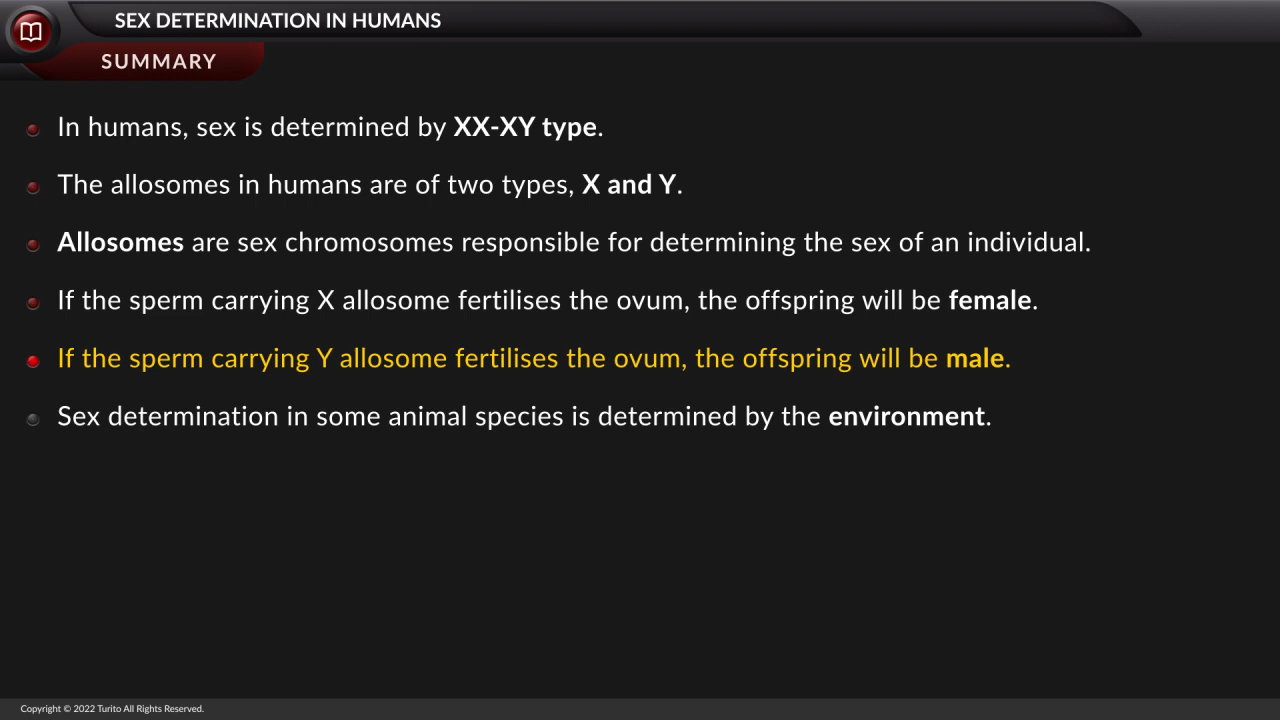 SEX DETERMINATION IN HUMANS
SUMMARY
In humans, sex is determined by XX-XY type.
The allosomes in humans are of two types, X and Y.
Allosomes are sex chromosomes responsible for determining the sex of an individual.
If the sperm carrying X allosome fertilises the ovum, the offspring will be female.
If the sperm carrying Y allosome fertilises the ovum, the offspring will be male.
Sex determination in some animal species is determined by the environment.
Copyright © 2022 Turito All Rights Reserved.